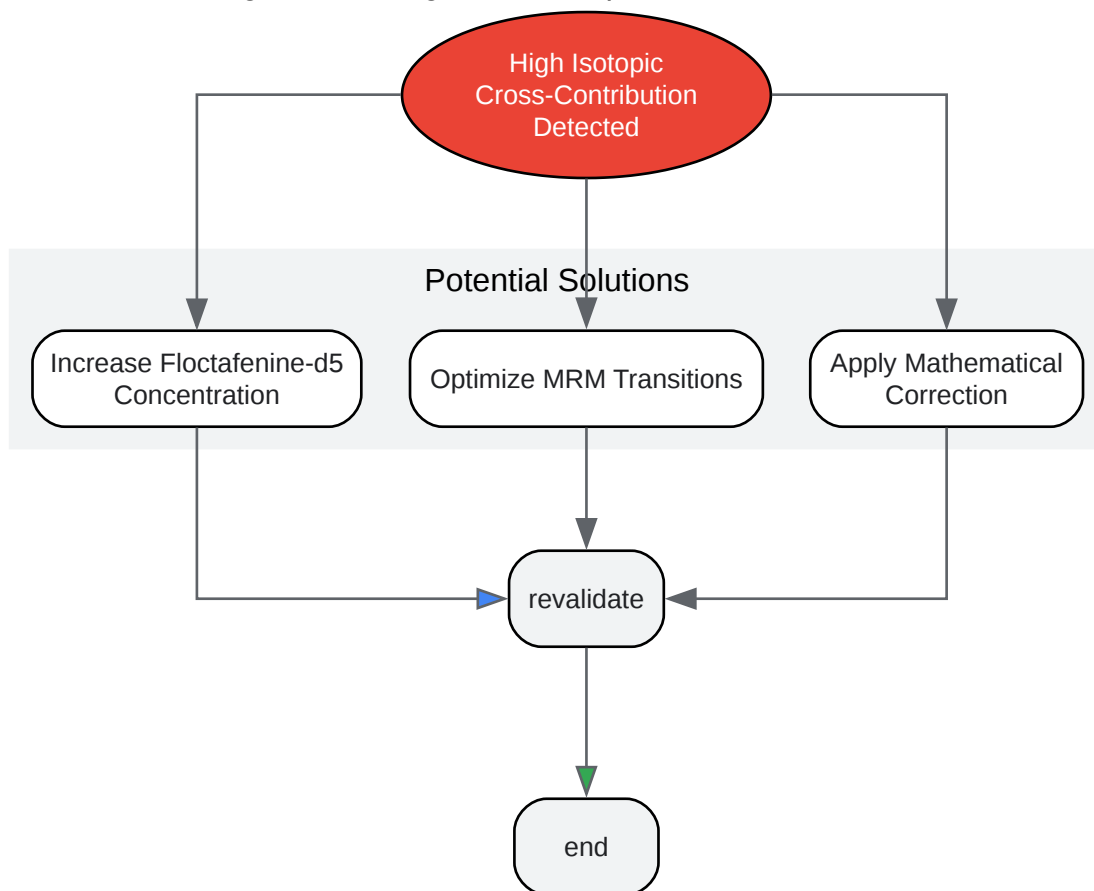 High Isotopic
Cross-Contribution
Detected
Potential Solutions
Increase Floctafenine-d5
Concentration
Optimize MRM Transitions
Apply Mathematical
Correction
revalidate
end